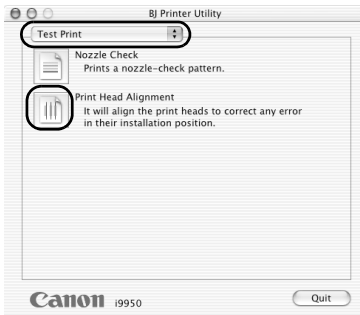 BJ Printer Utility
Test Print
Nozzle Check
Prints a nozzle-check pattern.
Print Head Alignment
It will align the print heads to correct any error
in their installation position.
Canon i9950
Quit